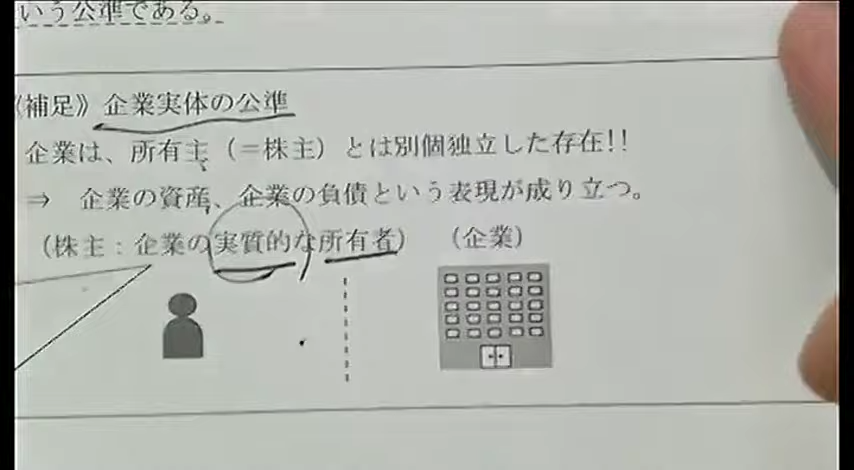 いう公準である。
《補足》 企業実体の公準
企業は、所有主（＝株主）とは別個独立した存在!!
⇒ 企業の資産、企業の負債という表現が成り立つ。
（株主：企業の実質的な所有者） （企業）